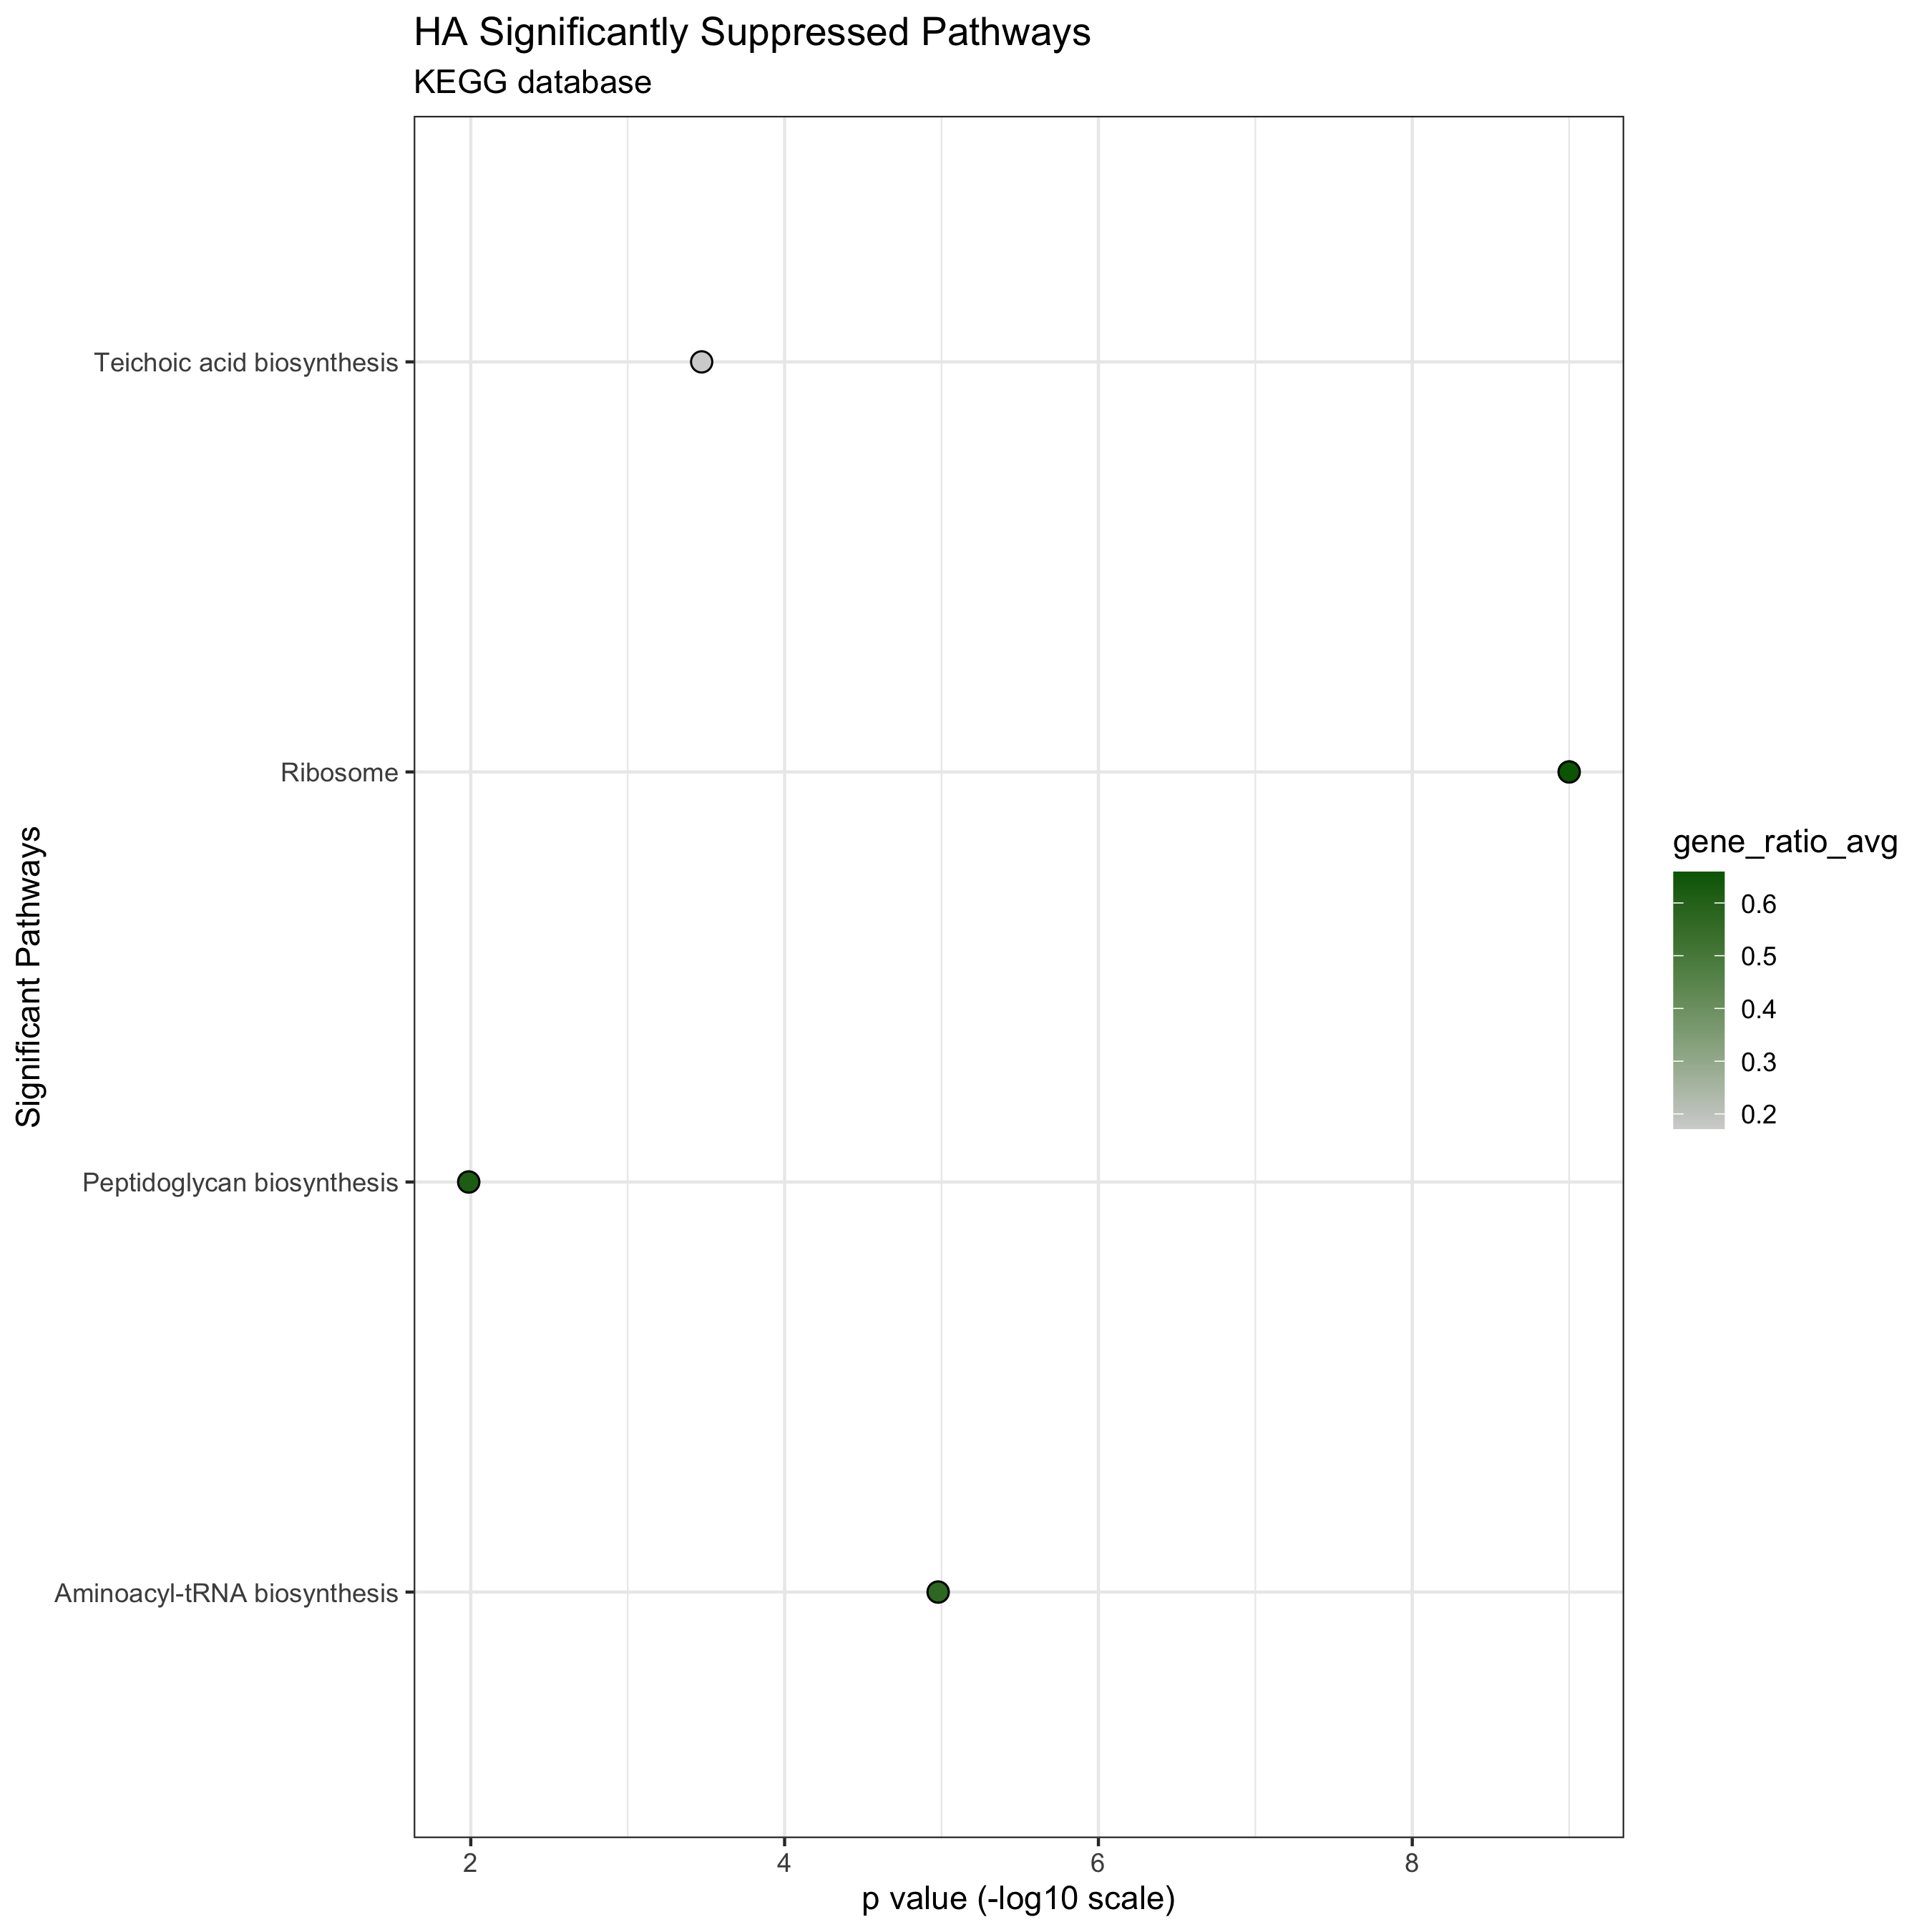 HA Significantly Suppressed Pathways
KEGG database
Significant Pathways
Teichoic acid biosynthesis
Ribosome
Peptidoglycan biosynthesis
Aminoacyl-tRNA biosynthesis
2 4 6 8
p value (-log10 scale)
gene_ratio_avg
0.6
0.5
0.4
0.3
0.2